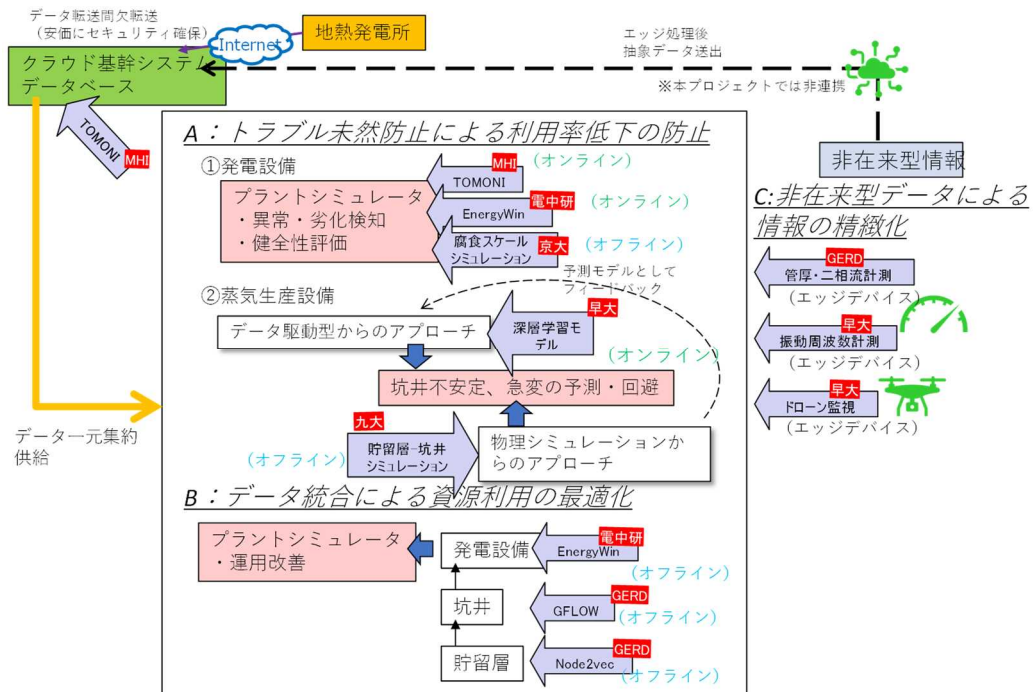 データ転送間欠転送
（安価にセキュリティ確保）
Internet
地熱発電所
クラウド基幹システム
データベース
エッジ処理後
抽象データ送出
※本プロジェクトでは非連携
TOMONI
MHI
非在来型情報
データ一元集約
供給
A：トラブル未然防止による利用率低下の防止
①発電設備
プラントシミュレータ
・異常・劣化検知
・健全性評価
MHI
TOMONI
(オンライン)
電中研
EnergyWin
(オンライン)
京大
腐食スケール
シミュレーション
(オフライン)
予測モデルとして
フィードバック
②蒸気生産設備
データ駆動型からのアプローチ
早大
深層学習モ
デル
(オンライン)
坑井不安定、急変の予測・回避
九大
貯留層-坑井
シミュレーション
(オフライン)
物理シミュレーションか
らのアプローチ
B：データ統合による資源利用の最適化
プラントシミュレータ
・運用改善
発電設備
電中研
EnergyWin
(オフライン)
坑井
GERD
GFLOW
(オフライン)
貯留層
GERD
Node2vec
(オフライン)
C:非在来型データによる
情報の精緻化
GERD
管厚・二相流計測
(エッジデバイス)
早大
振動周波数計測
(エッジデバイス)
早大
ドローン監視
(エッジデバイス)